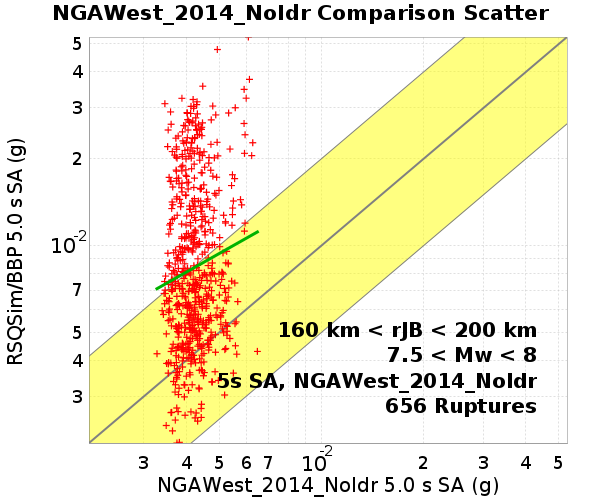 NGAWest_2014_NoIdr Comparison Scatter
RSQSim/BBP 5.0 s SA (g)
5
4
3
2
10-2
7
6
5
4
3
160 km < rJB < 200 km
7.5 < Mw < 8
5s SA, NGAWest_2014_NoIdr
656 Ruptures
3 4 5 6 7 10-2 2 3 4 5
NGAWest_2014_NoIdr 5.0 s SA (g)